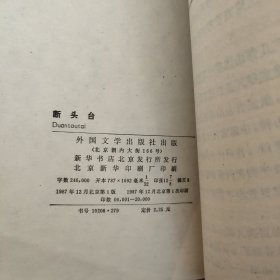 断头台
Duantoutai
外国文学出版社出版
(北京朝内大街166号)
新华书店北京发行所发行
北京新华印刷厂印刷
字数 246,000 开本 787×1092 毫米 1/32 印张 12
1987年12月北京第1版 1987年12月北京第1次印刷
印数 00,001—20,000
书号 10208·279 定价 2.35 元